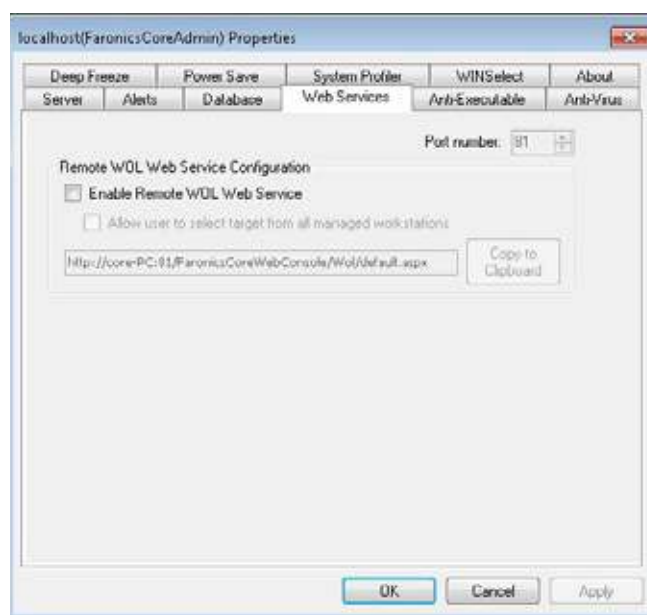 localhost(FaronicsCoreAdmin) Properties
Deep Freeze Power Save System Profiler WINSelect About
Server Alerts Database Web Services Anti-Executable Anti-Virus
Port number: 81
Remote WOL Web Service Configuration
Enable Remote WOL Web Service
Allow user to select target from all managed workstations
http://core-PC:81/FaronicsCoreWebConsole/Wol/default.aspx
Copy to
Clipboard
OK Cancel Apply